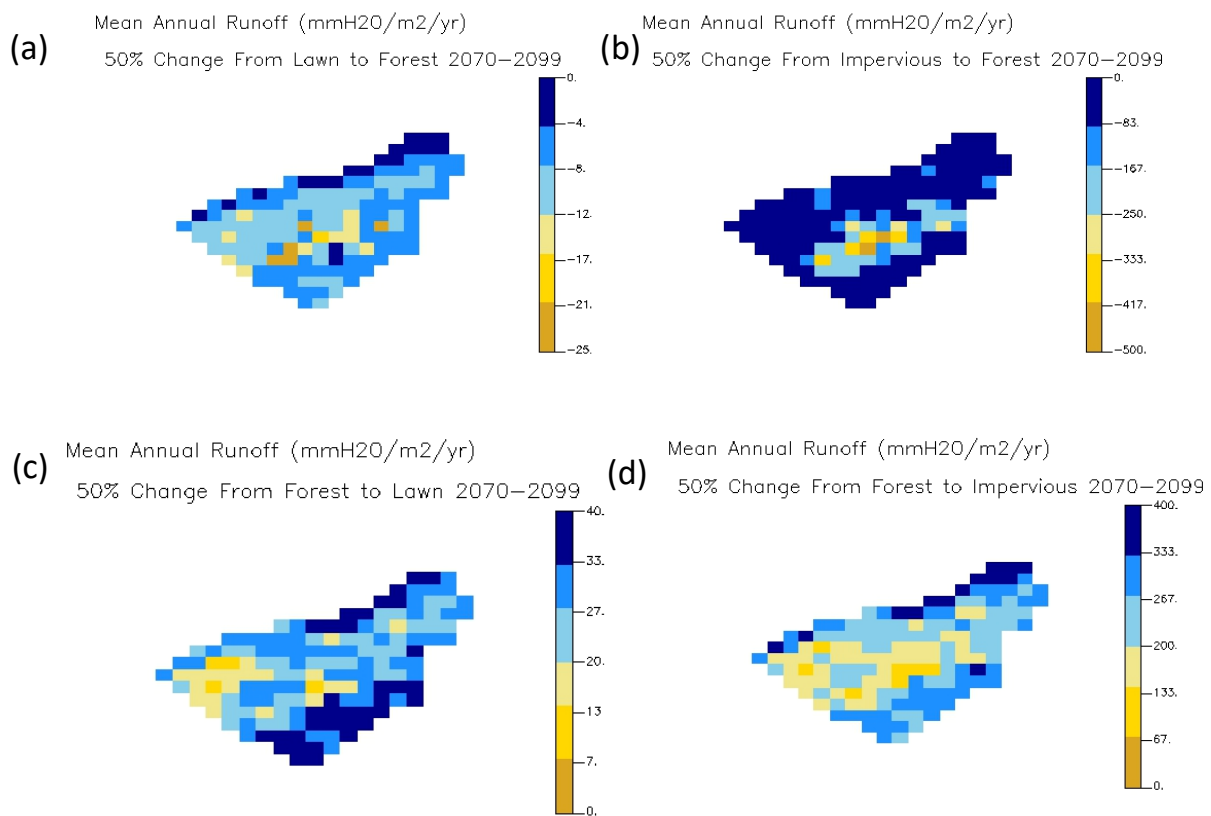 Mean Annual Runoff (mmH2O/m2/yr)
(a)
50% Change From Lawn to Forest 2070-2099
0.
-4.
-8.
-12.
-17.
-21.
-25.
Mean Annual Runoff (mmH2O/m2/yr)
(b)
50% Change From Impervious to Forest 2070-2099
0.
-83.
-167.
-250.
-333.
-417.
-500.
Mean Annual Runoff (mmH2O/m2/yr)
(c)
50% Change From Forest to Lawn 2070-2099
40.
33.
27.
20.
13
7.
0.
Mean Annual Runoff (mmH2O/m2/yr)
(d)
50% Change From Forest to Impervious 2070-2099
400.
333.
267.
200.
133.
67.
0.